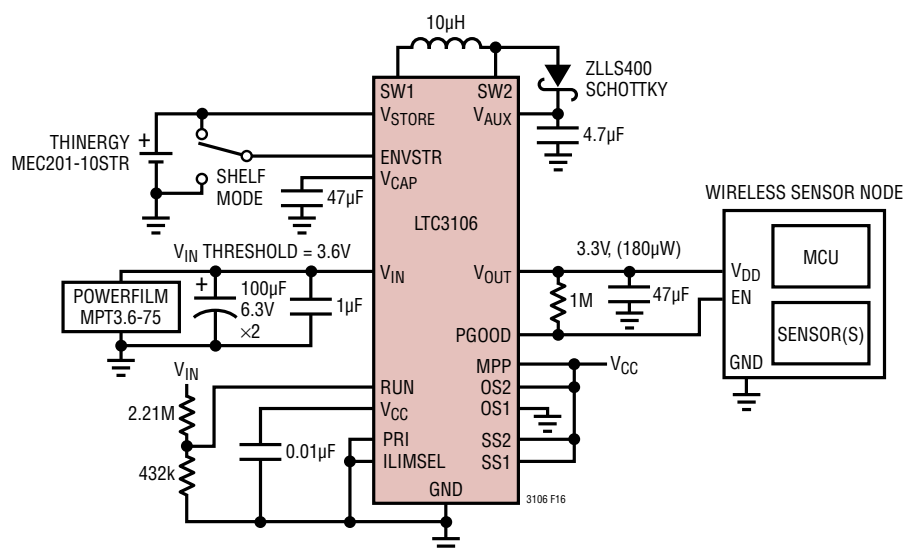 10µH
SW1
SW2
ZLLS400
SCHOTTKY
VSTORE
VAUX
4.7µF
THINERGY
MEC201-10STR
+
SHELF
MODE
ENVSTR
VCAP
47µF
LTC3106
WIRELESS SENSOR NODE
VIN THRESHOLD = 3.6V
3.3V, (180µW)
VIN
VOUT
VDD
MCU
POWERFILM
MPT3.6-75
+
100µF
6.3V
×2
1µF
1M
47µF
EN
PGOOD
SENSOR(S)
GND
MPP
VCC
VIN
RUN
OS2
2.21M
VCC
OS1
432k
0.01µF
PRI
SS2
ILIMSEL
SS1
GND
3106 F16